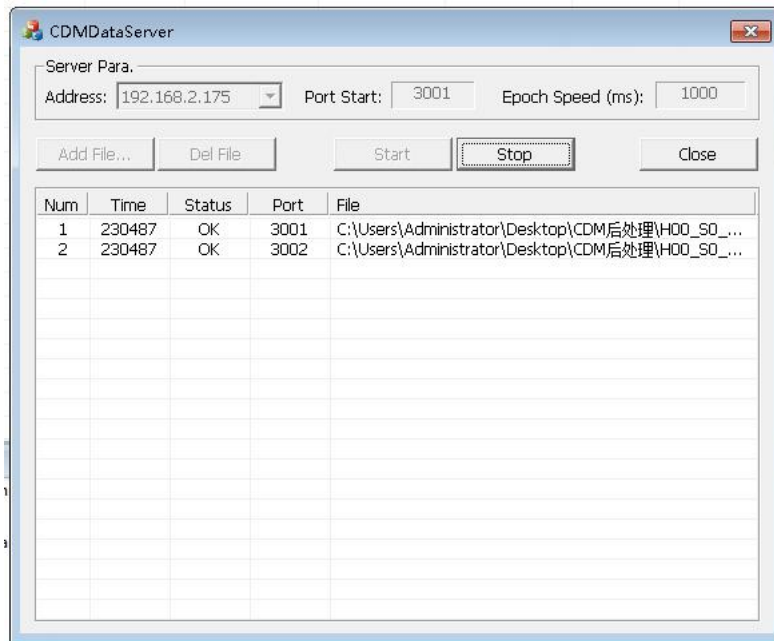 CDMDataServer
Server Para.
Address: 192.168.2.175 Port Start: 3001 Epoch Speed (ms): 1000
Add File... Del File Start Stop Close
Num Time Status Port File
1 230487 OK 3001 C:\Users\Administrator\Desktop\CDM后处理\H00_S0_...
2 230487 OK 3002 C:\Users\Administrator\Desktop\CDM后处理\H00_S0_...